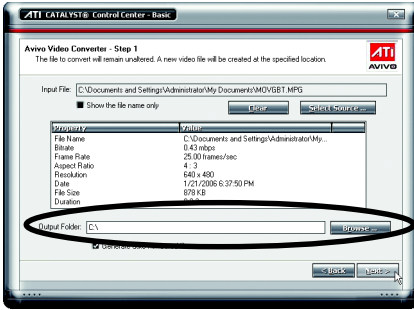 ATI CATALYST® Control Center - Basic
Avivo Video Converter - Step 1
The file to convert will remain unaltered. A new video file will be created at the specified location.
ATI
AVIVO
Input File: C:\Documents and Settings\Administrator\My Documents\MOVGBT.MPG
Show the file name only
Clear
Select Source ...
Property Value
File Name C:\Documents and Settings\Administrator\My...
Bitrate 0.43 mbps
Frame Rate 25.00 frames/sec
Aspect Ratio 4 : 3
Resolution 640 x 480
Date 1/21/2006 6:37:50 PM
File Size 878 KB
Duration
Output Folder: C:\
Browse ...
< Back
Next >